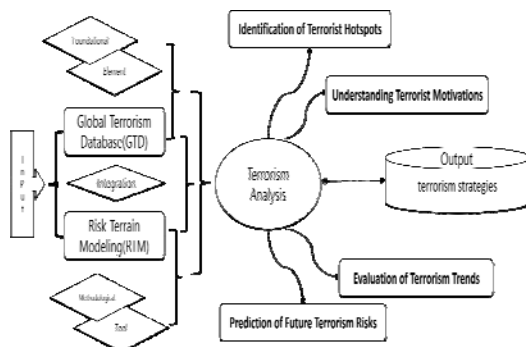 Foundational
Element
Global Terrorism
Database(GTD)
Input
Integration
Risk Terrain
Modeling(RIM)
Methodological
Tool
Terrorism
Analysis
Identification of Terrorist Hotspots
Understanding Terrorist Motivations
Output
terrorism strategies
Evaluation of Terrorism Trends
Prediction of Future Terrorism Risks